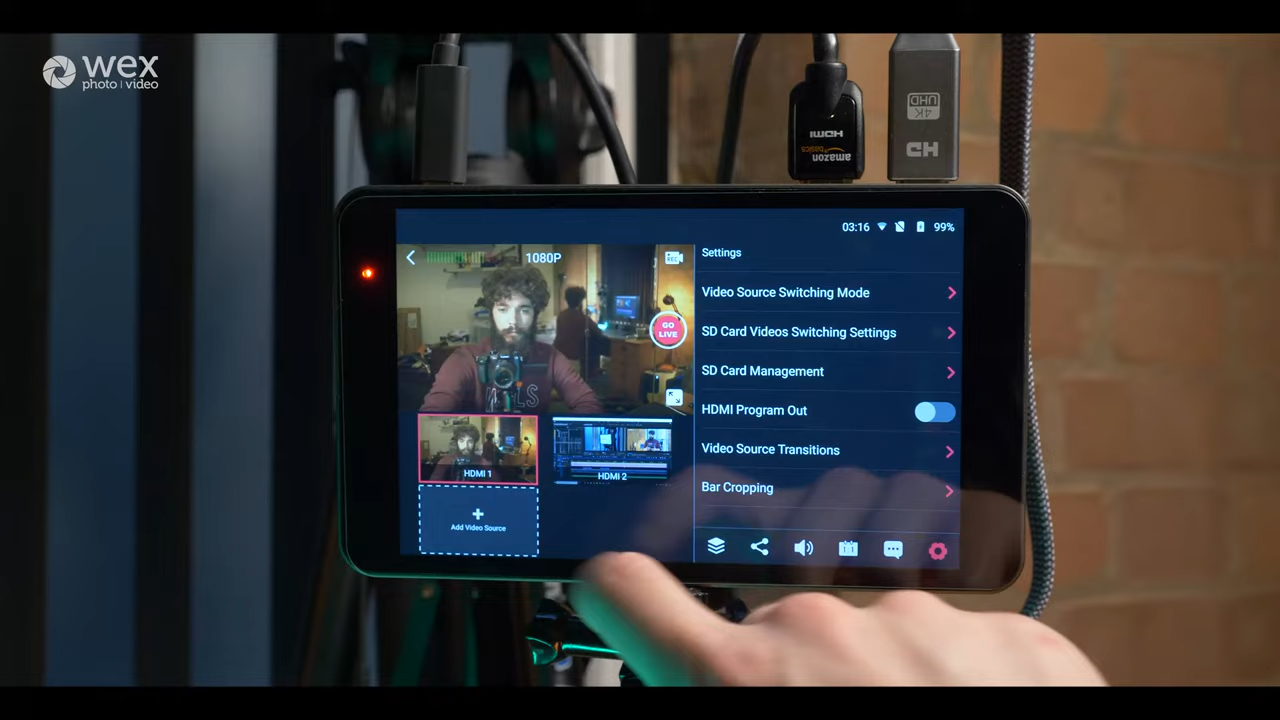 wex
photo | video
4K
UHD
HD
HDMI
amazon
basics
03:16 99%
1080P
REC
GO
LIVE
HDMI 1
HDMI 2
Add Video Source
Settings
Video Source Switching Mode
SD Card Videos Switching Settings
SD Card Management
HDMI Program Out
Video Source Transitions
Bar Cropping